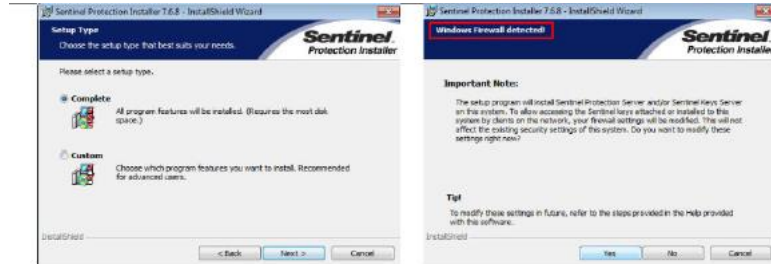 Sentinel Protection Installer 7.6.8 - InstallShield Wizard
Setup Type
Choose the setup type that best suits your needs.
Sentinel
Protection Installer
Please select a setup type.
Complete
All program features will be installed. (Requires the most disk
space.)
Custom
Choose which program features you want to install. Recommended
for advanced users.
InstallShield
< Back
Next >
Cancel
Sentinel Protection Installer 7.6.8 - InstallShield Wizard
Windows Firewall detected!
Sentinel
Protection Installer
Important Note:
The setup program will install Sentinel Protection Server and/or Sentinel Keys Server
on this system. To allow accessing the Sentinel keys attached or installed to this
system by clients on the network, your firewall settings will be modified. This will not
affect the existing security settings of this system. Do you want to modify these
settings right now?
Tip!
To modify these settings in future, refer to the steps provided in the Help provided
with this software.
InstallShield
Yes
No
Cancel